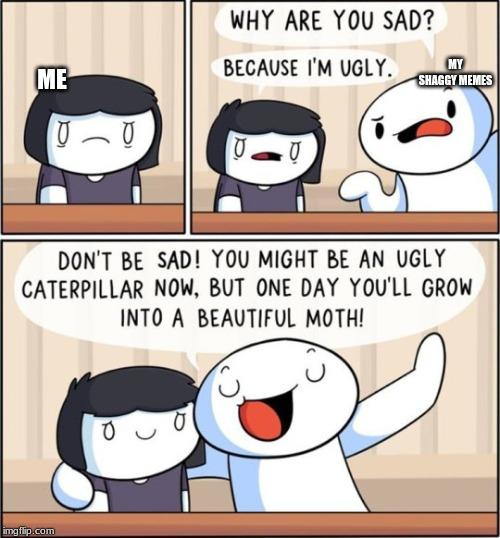 ME
WHY ARE YOU SAD?
BECAUSE I'M UGLY.
MY
SHAGGY MEMES
DON'T BE SAD! YOU MIGHT BE AN UGLY
CATERPILLAR NOW, BUT ONE DAY YOU'LL GROW
INTO A BEAUTIFUL MOTH!
imgflip.com